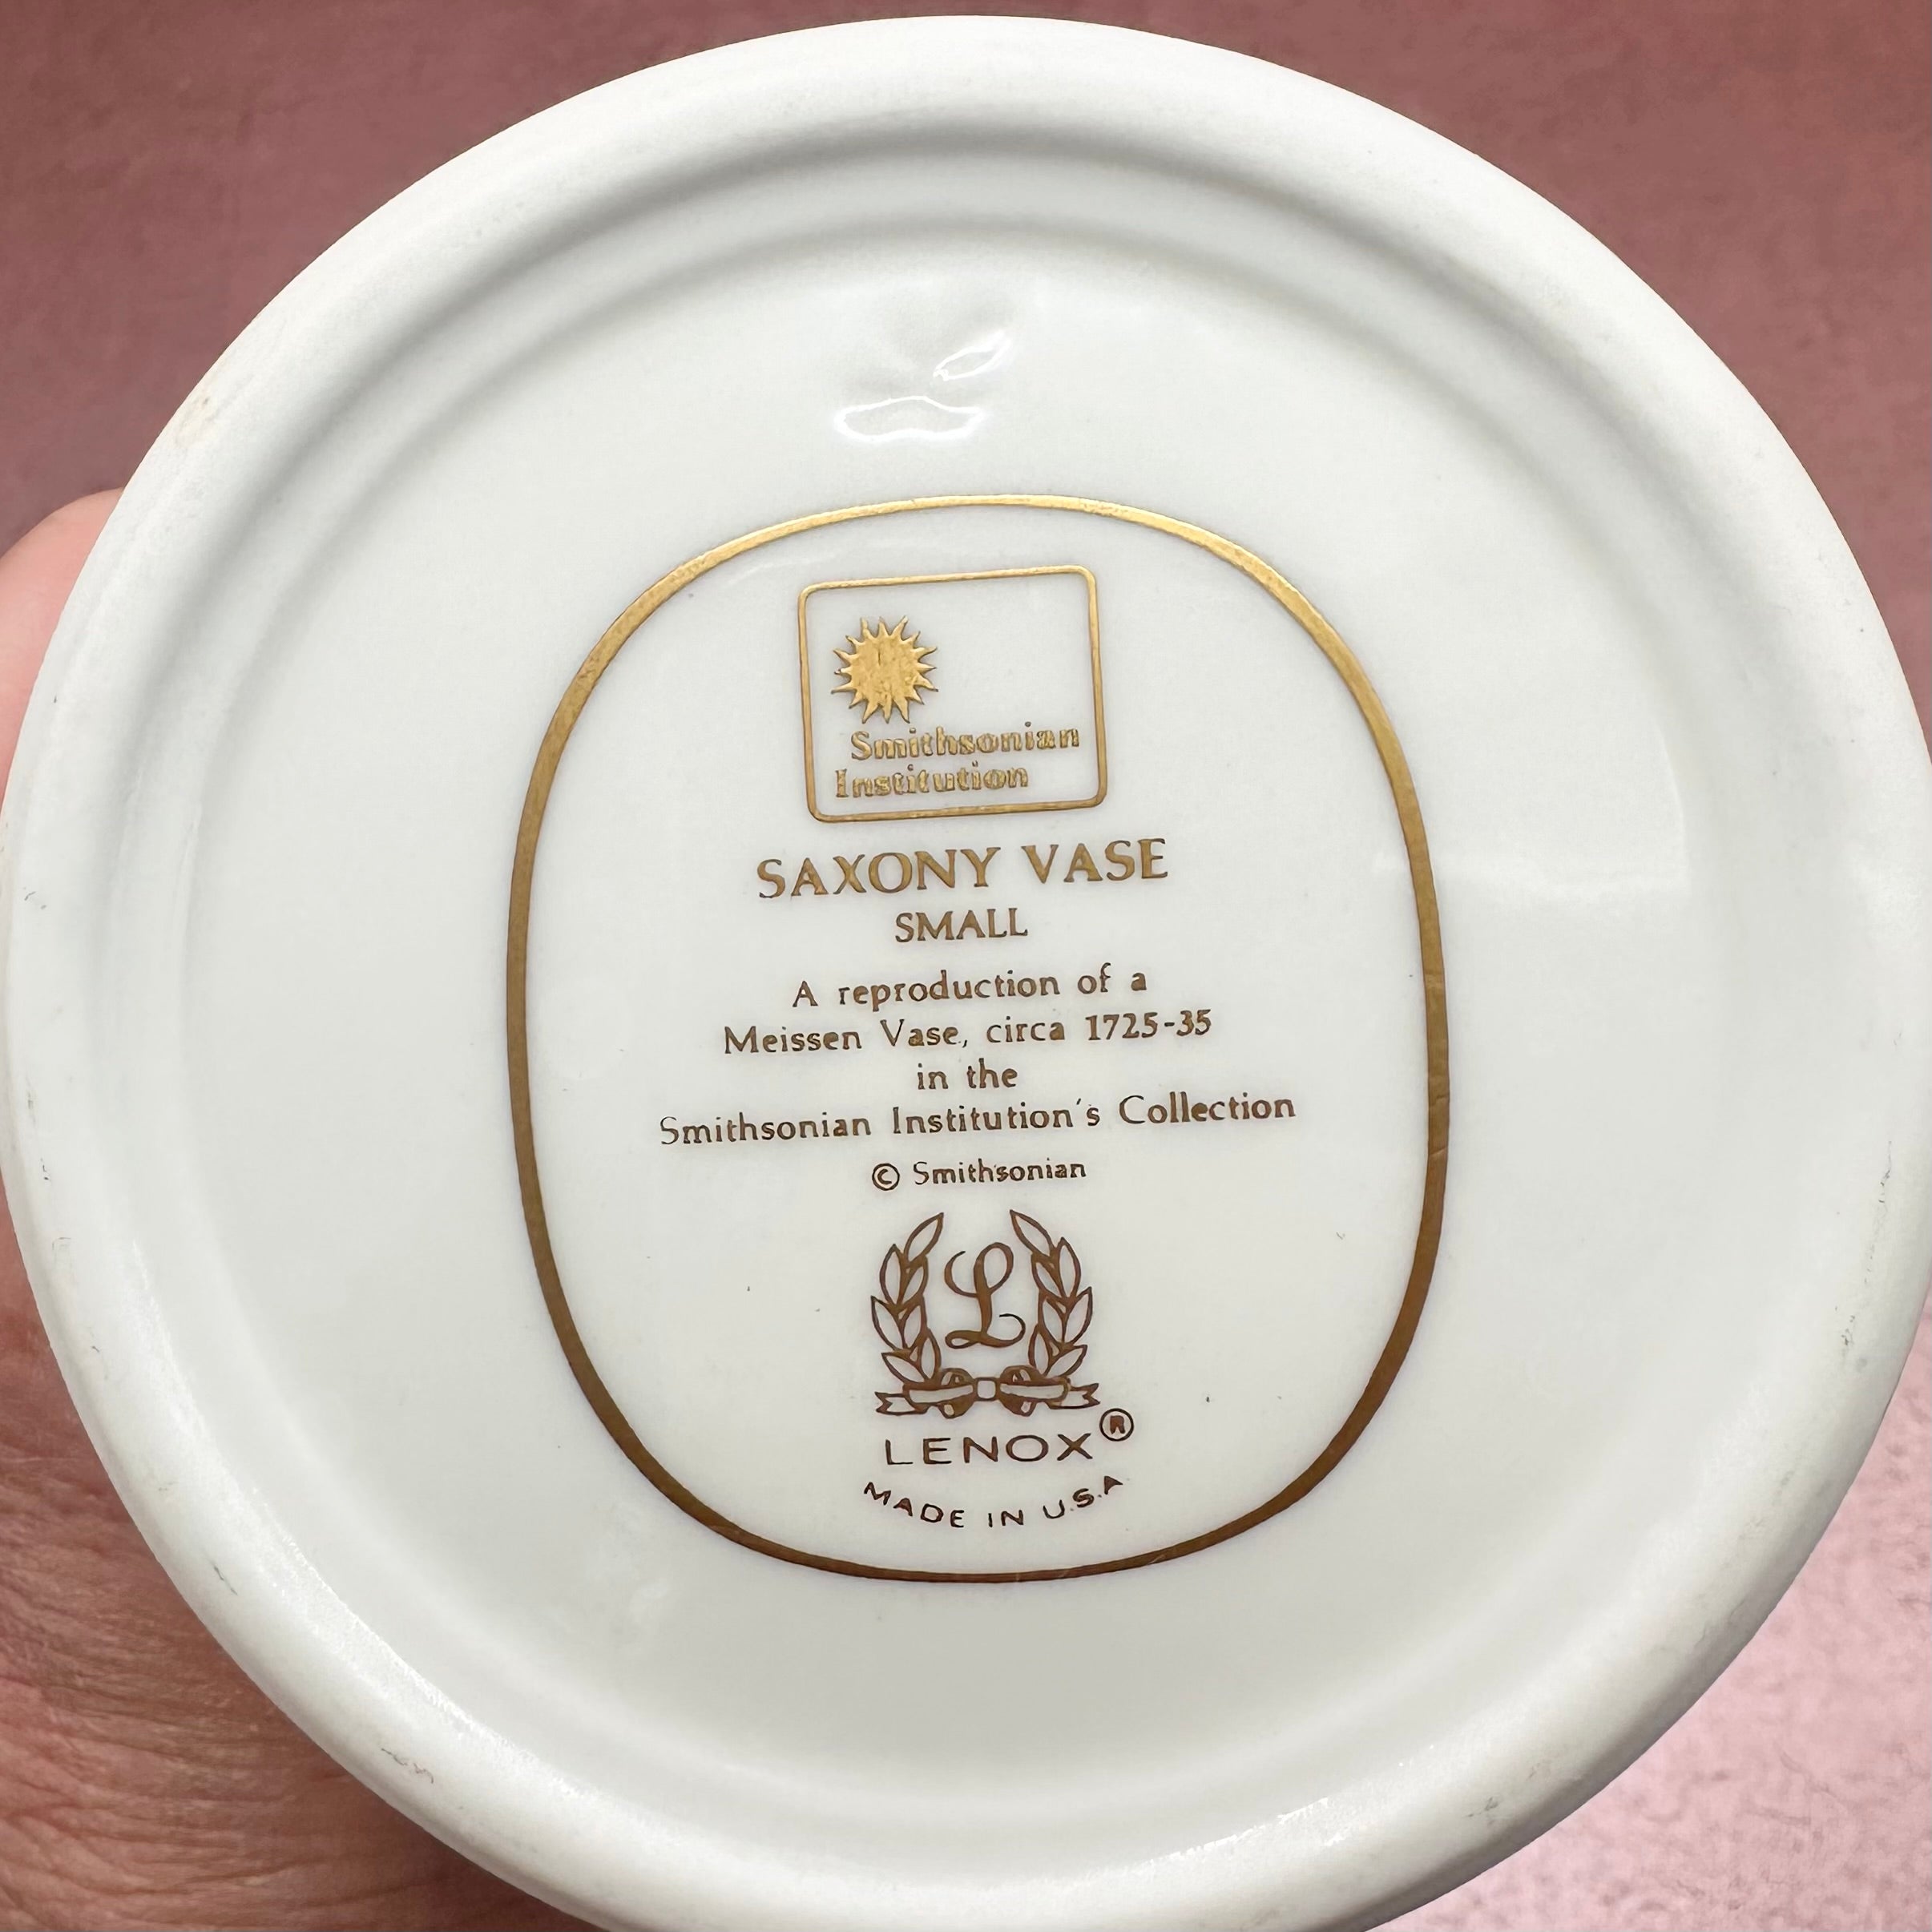 Smithsonian
Institution
SAXONY VASE
SMALL
A reproduction of a
Meissen Vase, circa 1725-35
in the
Smithsonian Institution's Collection
© Smithsonian
L
LENOX®
MADE IN U.S.A